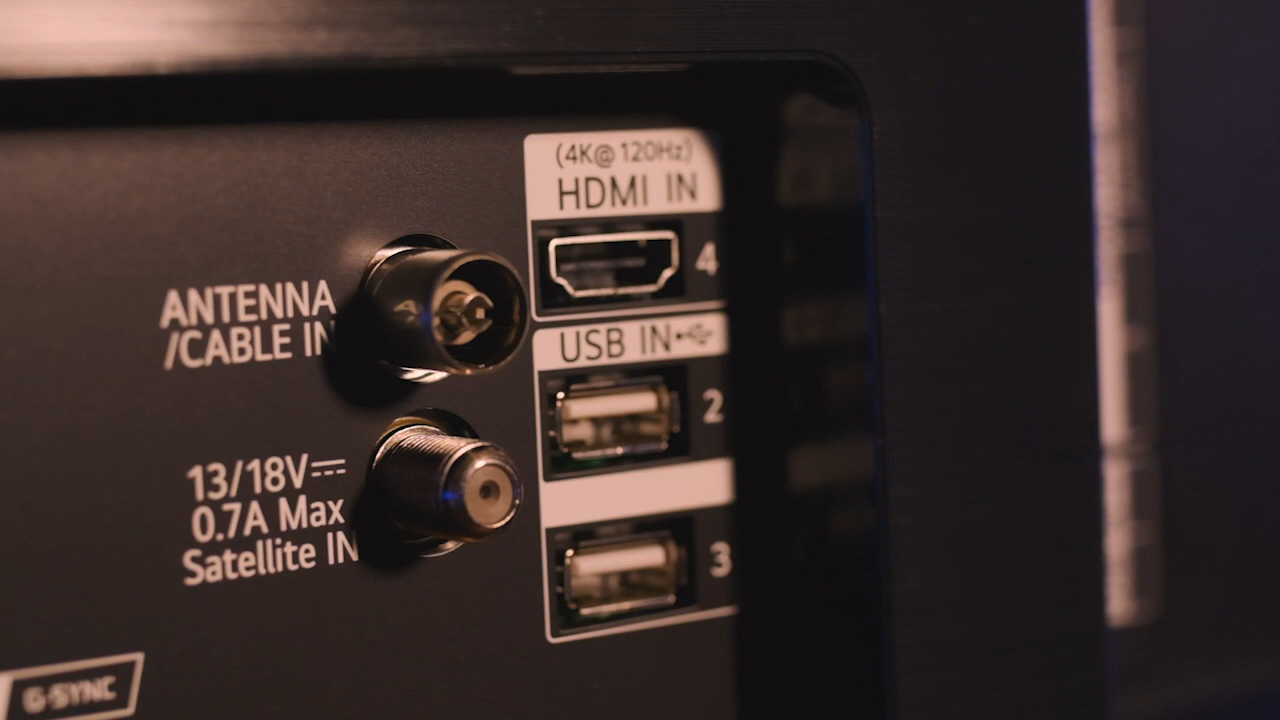 (4K@120Hz)
HDMI IN
4
ANTENNA
/CABLE IN
USB IN
2
13/18V
0.7A Max
Satellite IN
3
G-SYNC